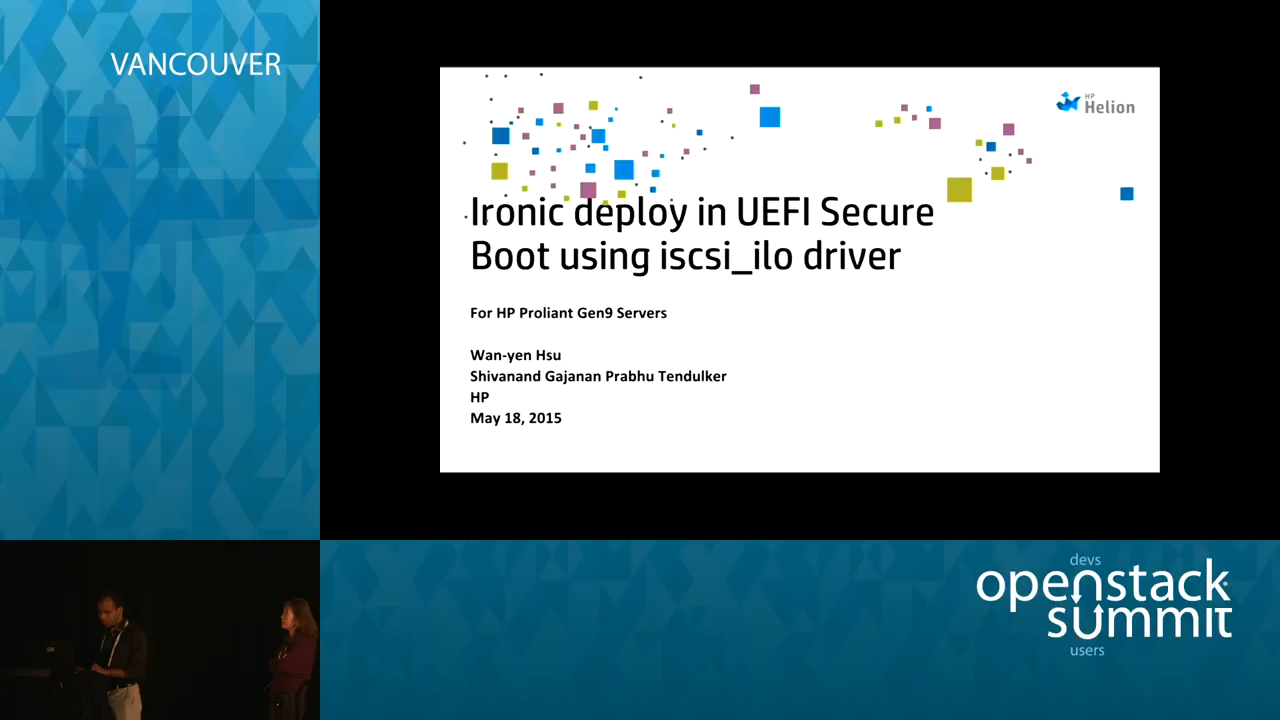 VANCOUVER
HP
Helion
Ironic deploy in UEFI Secure
Boot using iscsi_ilo driver
For HP Proliant Gen9 Servers
Wan-yen Hsu
Shivanand Gajanan Prabhu Tendulker
HP
May 18, 2015
devs
openstack
summit
users